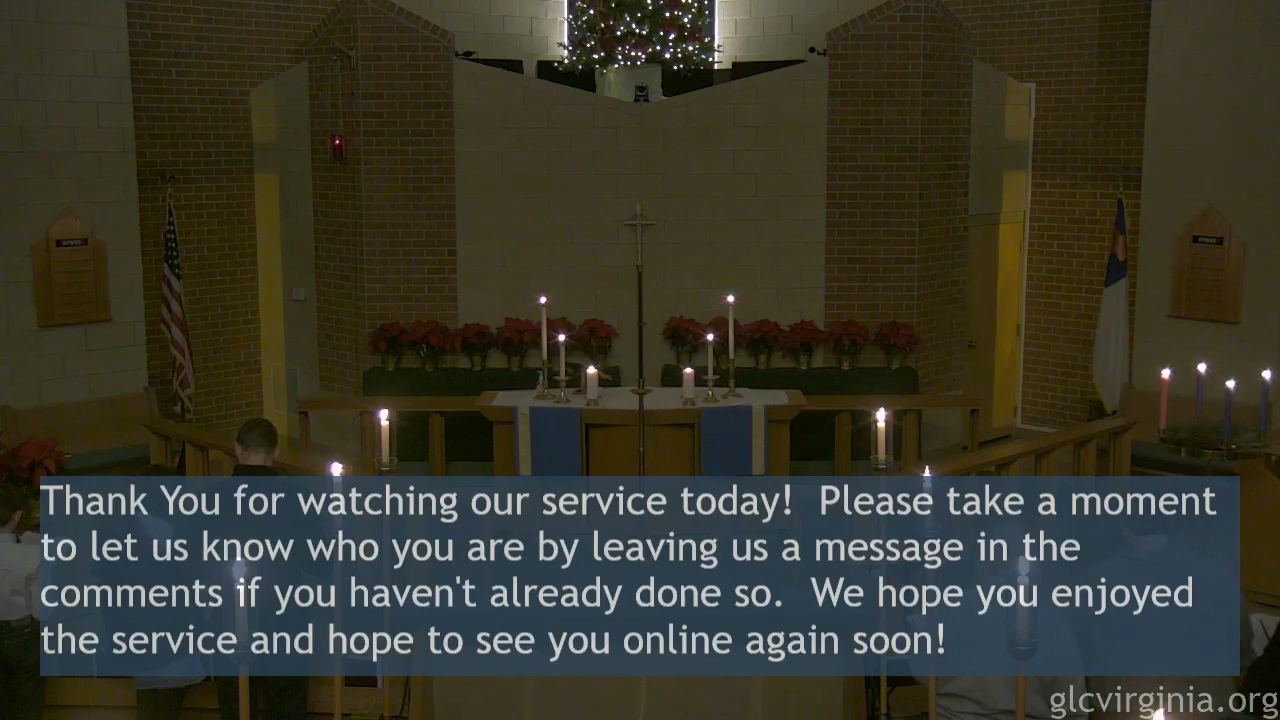 HYMNS
HYMNS
Thank You for watching our service today!  Please take a moment
to let us know who you are by leaving us a message in the
comments if you haven't already done so.  We hope you enjoyed
the service and hope to see you online again soon!
glcvirginia.org